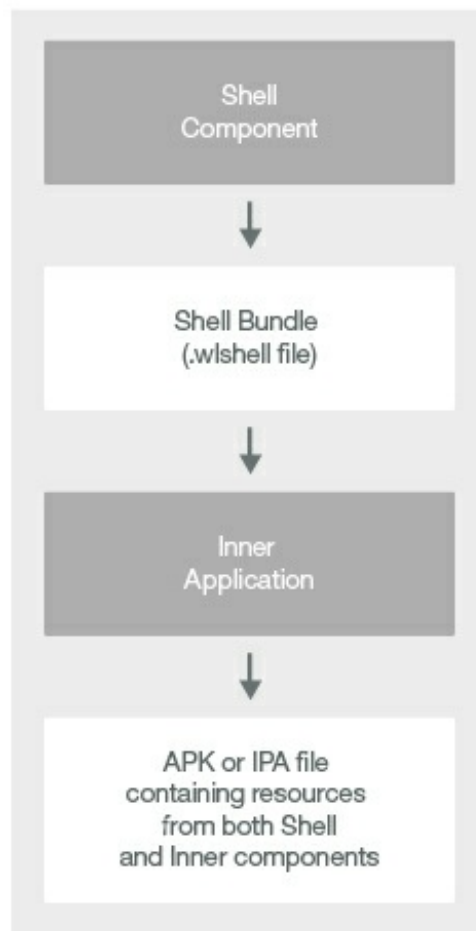 Shell
Component
Shell Bundle
(.wlshell file)
Inner
Application
APK or IPA file
containing resources
from both Shell
and Inner components